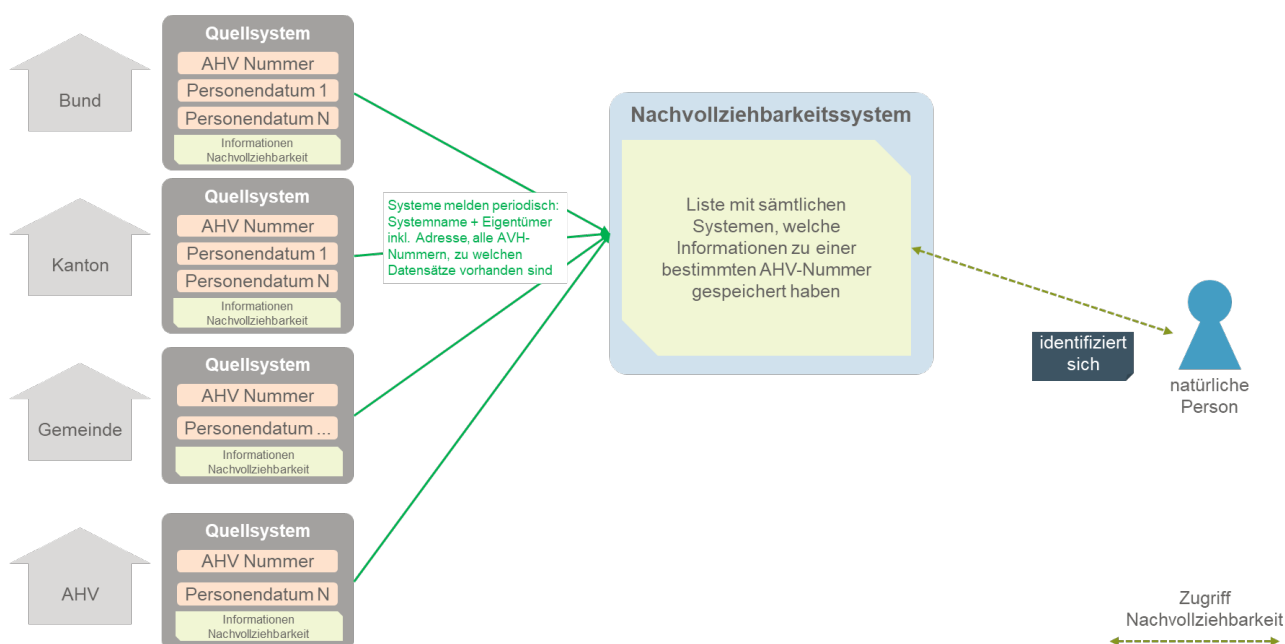 Bund
Quellsystem
AHV Nummer
Personendatum 1
Personendatum N
Informationen
Nachvollziehbarkeit
Kanton
Quellsystem
AHV Nummer
Personendatum 1
Personendatum N
Informationen
Nachvollziehbarkeit
Gemeinde
Quellsystem
AHV Nummer
Personendatum ...
Informationen
Nachvollziehbarkeit
AHV
Quellsystem
AHV Nummer
Personendatum N
Informationen
Nachvollziehbarkeit
Systeme melden periodisch:
Systemname + Eigentümer
inkl. Adresse, alle AVH-
Nummern, zu welchen
Datensätze vorhanden sind
Nachvollziehbarkeitssystem
Liste mit sämtlichen
Systemen, welche
Informationen zu einer
bestimmten AHV-Nummer
gespeichert haben
identifiziert
sich
natürliche
Person
Zugriff
Nachvollziehbarkeit